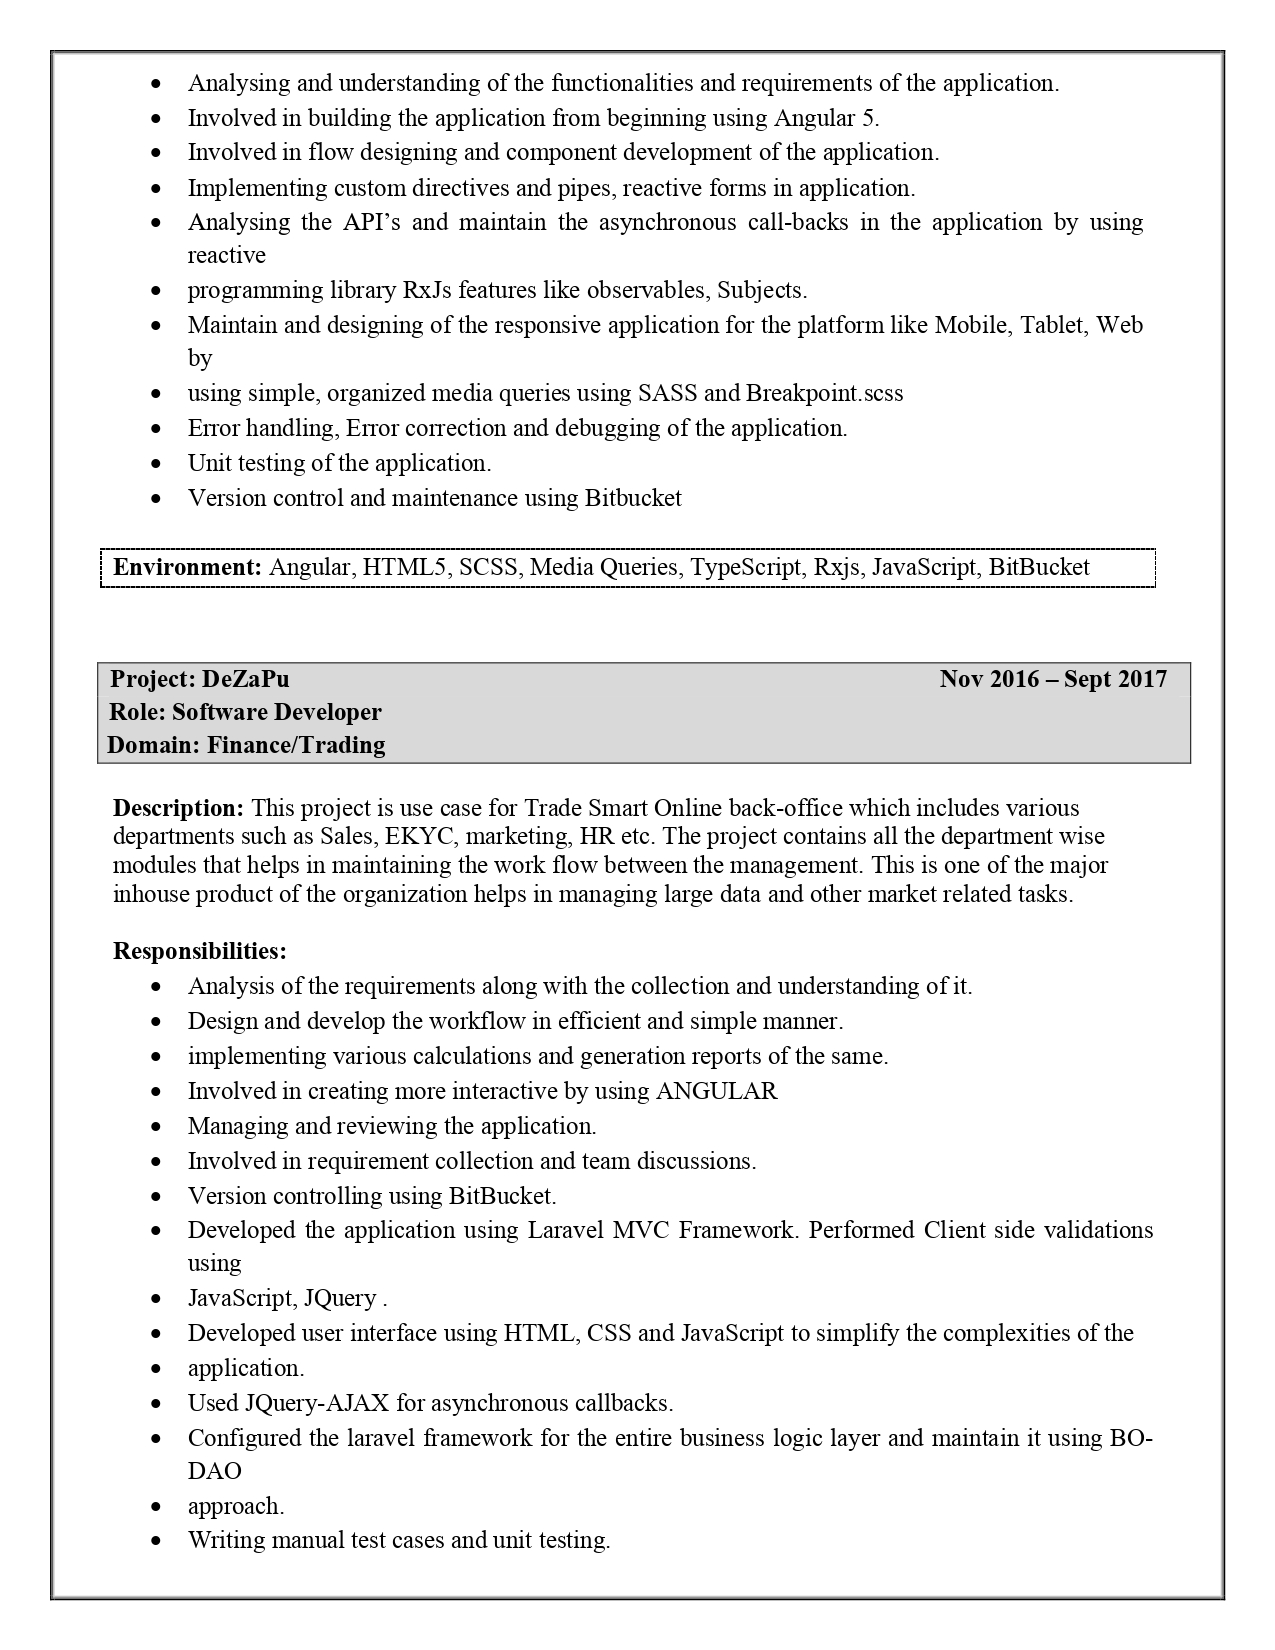 • Analysing and understanding of the functionalities and requirements of the application.
• Involved in building the application from beginning using Angular 5.
• Involved in flow designing and component development of the application.
• Implementing custom directives and pipes, reactive forms in application.
• Analysing the API’s and maintain the asynchronous call-backs in the application by using
reactive
• programming library RxJs features like observables, Subjects.
• Maintain and designing of the responsive application for the platform like Mobile, Tablet, Web
by
• using simple, organized media queries using SASS and Breakpoint.scss
• Error handling, Error correction and debugging of the application.
• Unit testing of the application.
• Version control and maintenance using Bitbucket
Environment: Angular, HTML5, SCSS, Media Queries, TypeScript, Rxjs, JavaScript, BitBucket
Project: DeZaPu Nov 2016 – Sept 2017
Role: Software Developer
Domain: Finance/Trading
Description: This project is use case for Trade Smart Online back-office which includes various
departments such as Sales, EKYC, marketing, HR etc. The project contains all the department wise
modules that helps in maintaining the work flow between the management. This is one of the major
inhouse product of the organization helps in managing large data and other market related tasks.
Responsibilities:
• Analysis of the requirements along with the collection and understanding of it.
• Design and develop the workflow in efficient and simple manner.
• implementing various calculations and generation reports of the same.
• Involved in creating more interactive by using ANGULAR
• Managing and reviewing the application.
• Involved in requirement collection and team discussions.
• Version controlling using BitBucket.
• Developed the application using Laravel MVC Framework. Performed Client side validations
using
• JavaScript, JQuery .
• Developed user interface using HTML, CSS and JavaScript to simplify the complexities of the
• application.
• Used JQuery-AJAX for asynchronous callbacks.
• Configured the laravel framework for the entire business logic layer and maintain it using BO-
DAO
• approach.
• Writing manual test cases and unit testing.